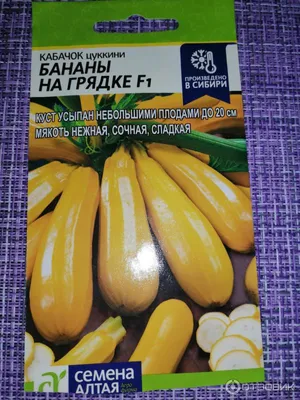 КАБАЧОК цуккини
БАНАНЫ
НА ГРЯДКЕ F1
ПРОИЗВЕДЕНО
В СИБИРИ
КУСТ УСЫПАН НЕБОЛЬШИМИ ПЛОДАМИ ДО 20 см
МЯКОТЬ НЕЖНАЯ, СОЧНАЯ, СЛАДКАЯ
семена
АЛТАЯ
ОТЗОВИК